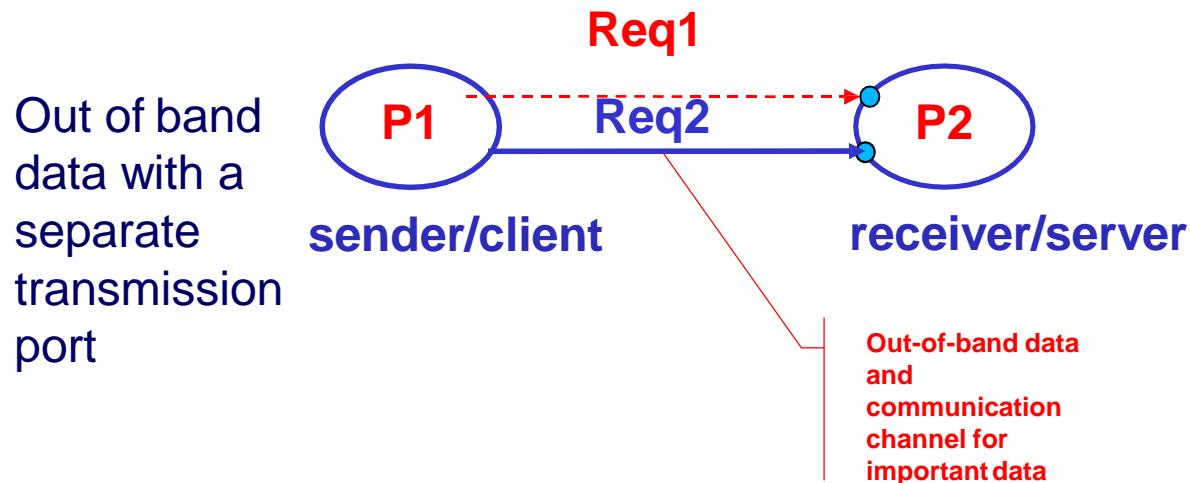 Req1
Out of band
data with a
separate
transmission
port
P1
Req2
P2
sender/client
receiver/server
Out-of-band data
and
communication
channel for
important data